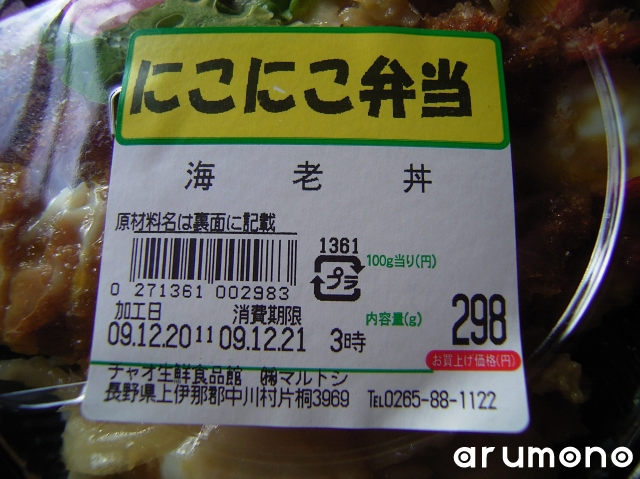 にこにこ弁当
海老丼
原材料名は裏面に記載
1361
100g当り(円)
プラ
0 271361 002983
加工日 消費期限
09.12.20 11 09.12.21 3時
内容量(g)
298
お買上げ価格(円)
チャオ生鮮食品館 ㈱マルトシ
長野県上伊那郡中川村片桐3969 TEL0265-88-1122
arumono